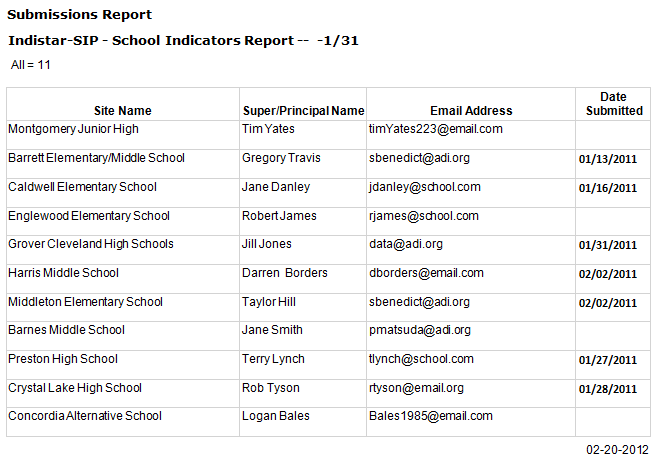 Submissions Report
Indistar-SIP - School Indicators Report -- -1/31
All = 11
Site Name Super/Principal Name Email Address Date Submitted
Montgomery Junior High Tim Yates timYates223@email.com
Barrett Elementary/Middle School Gregory Travis sbenedict@adi.org 01/13/2011
Caldwell Elementary School Jane Danley jdanley@school.com 01/16/2011
Englewood Elementary School Robert James rjames@school.com
Grover Cleveland High Schools Jill Jones data@adi.org 01/31/2011
Harris Middle School Darren Borders dborders@email.com 02/02/2011
Middleton Elementary School Taylor Hill sbenedict@adi.org 02/02/2011
Barnes Middle School Jane Smith pmatsuda@adi.org
Preston High School Terry Lynch tlynch@school.com 01/27/2011
Crystal Lake High School Rob Tyson rtyson@email.org 01/28/2011
Concordia Alternative School Logan Bales Bales1985@email.com
02-20-2012